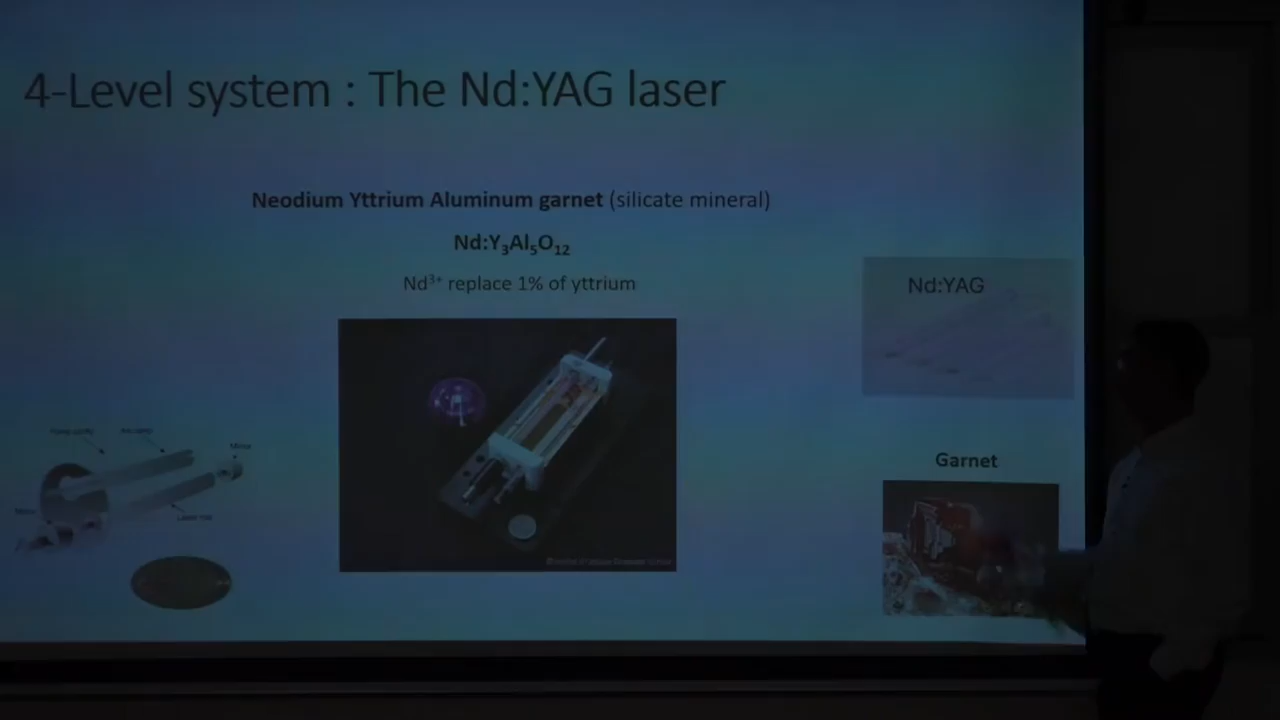 4-Level system : The Nd:YAG laser
Neodium Yttrium Aluminum garnet (silicate mineral)
Nd:Y₃Al₅O₁₂
Nd³⁺ replace 1% of yttrium
Nd:YAG
Garnet
Mirror